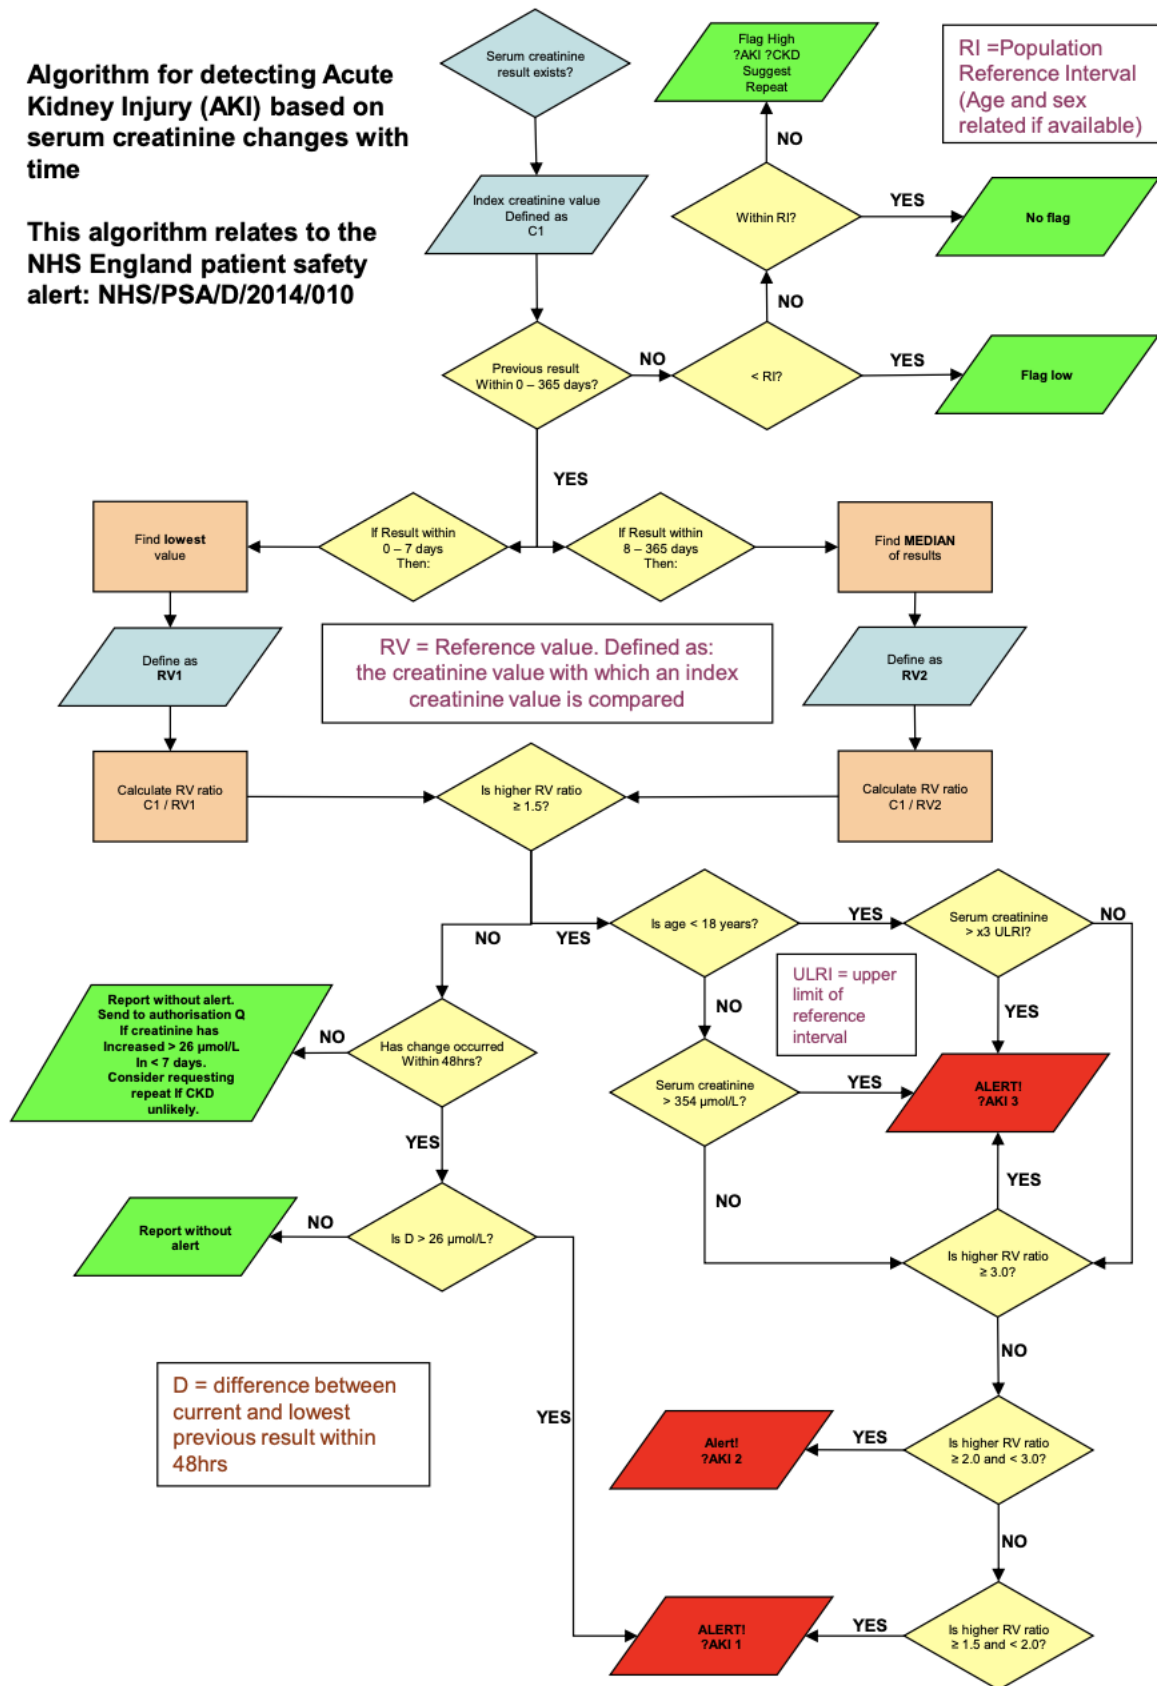 Algorithm for detecting Acute
Kidney Injury (AKI) based on
serum creatinine changes with
time
This algorithm relates to the
NHS England patient safety
alert: NHS/PSA/D/2014/010
Serum creatinine
result exists?
Flag High
?AKI ?CKD
Suggest
Repeat
RI =Population
Reference Interval
(Age and sex
related if available)
NO
Index creatinine value
Defined as
C1
Within RI?
YES
No flag
NO
Previous result
Within 0 – 365 days?
NO
< RI?
YES
Flag low
YES
Find lowest
value
If Result within
0 – 7 days
Then:
If Result within
8 – 365 days
Then:
Find MEDIAN
of results
Define as
RV1
RV = Reference value. Defined as:
the creatinine value with which an index
creatinine value is compared
Define as
RV2
Calculate RV ratio
C1 / RV1
Is higher RV ratio
≥ 1.5?
Calculate RV ratio
C1 / RV2
NO
YES
Is age < 18 years?
YES
Serum creatinine
> x3 ULRI?
NO
ULRI = upper
limit of
reference
interval
NO
YES
Report without alert.
Send to authorisation Q
If creatinine has
Increased > 26 µmol/L
In < 7 days.
Consider requesting
repeat If CKD
unlikely.
NO
Has change occurred
Within 48hrs?
Serum creatinine
> 354 µmol/L?
YES
ALERT!
?AKI 3
YES
NO
YES
Report without
alert
NO
Is D > 26 µmol/L?
Is higher RV ratio
≥ 3.0?
NO
D = difference between
current and lowest
previous result within
48hrs
YES
Alert!
?AKI 2
YES
Is higher RV ratio
≥ 2.0 and < 3.0?
NO
ALERT!
?AKI 1
YES
Is higher RV ratio
≥ 1.5 and < 2.0?